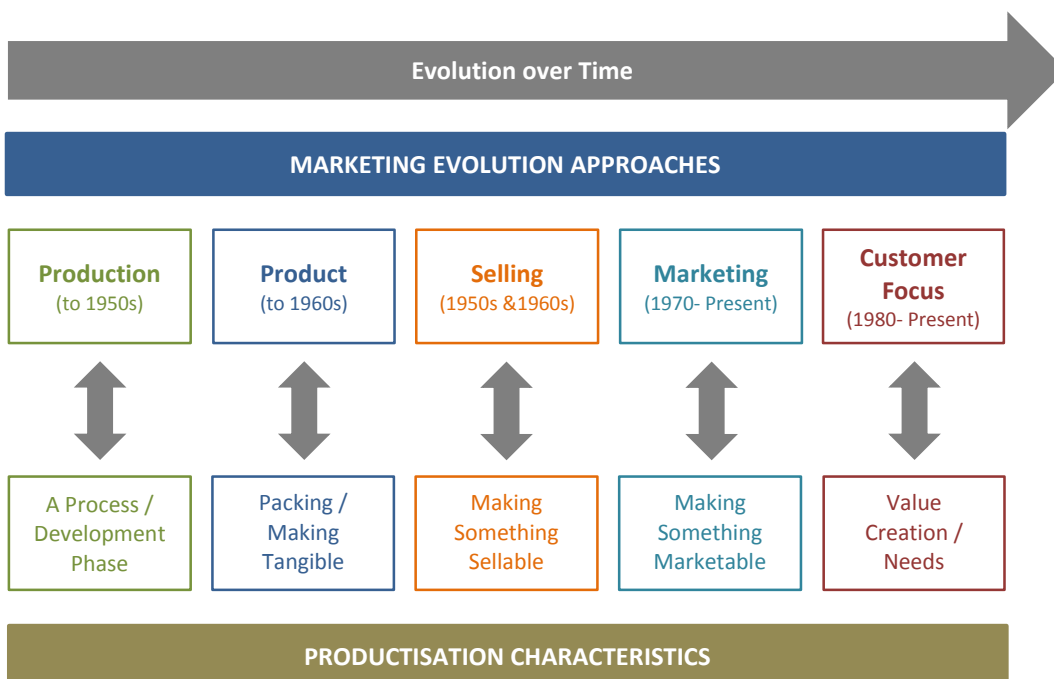 Evolution over Time
MARKETING EVOLUTION APPROACHES
Production
(to 1950s)
Product
(to 1960s)
Selling
(1950s &1960s)
Marketing
(1970- Present)
Customer
Focus
(1980- Present)
A Process /
Development
Phase
Packing /
Making
Tangible
Making
Something
Sellable
Making
Something
Marketable
Value
Creation /
Needs
PRODUCTISATION CHARACTERISTICS